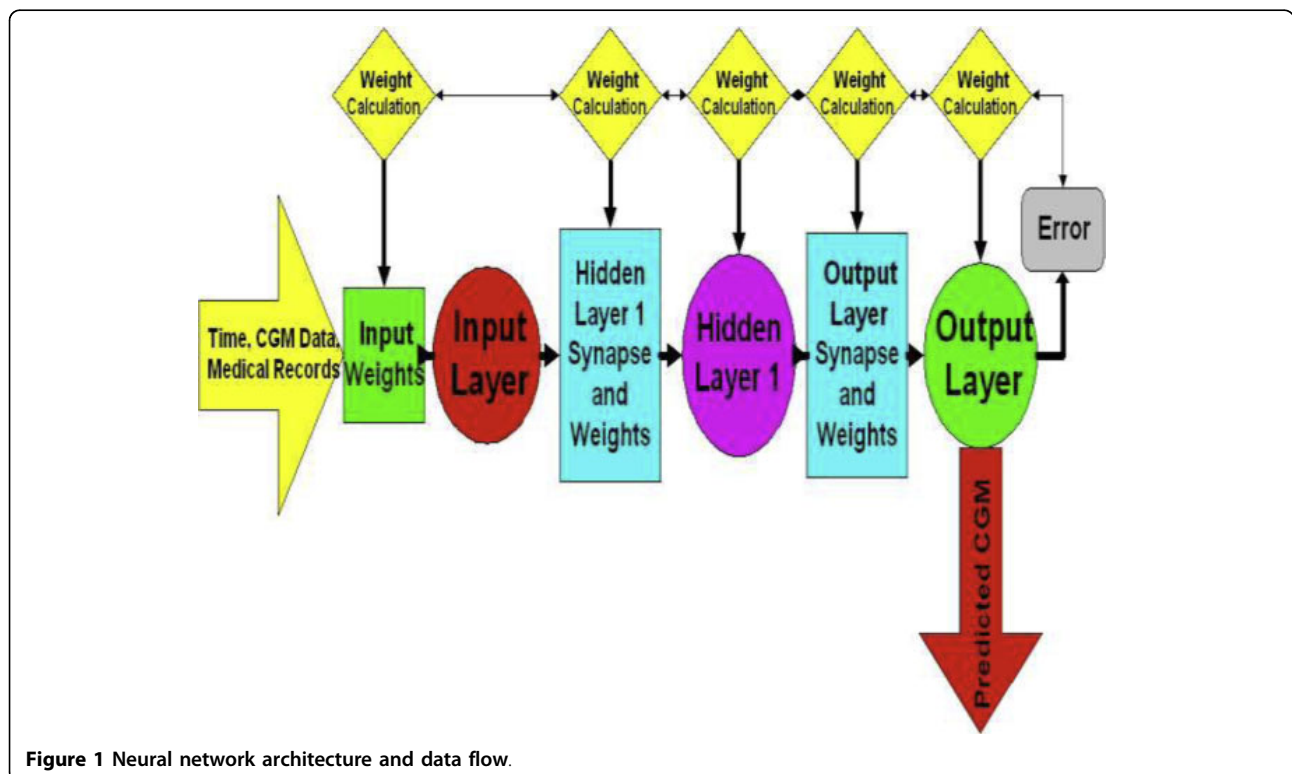 Weight
Calculation
Weight
Calculation
Weight
Calculation
Weight
Calculation
Weight
Calculation
Error
Time, CGM Data,
Medical Records
Input
Weights
Input
Layer
Hidden
Layer 1
Synapse
and
Weights
Hidden
Layer 1
Output
Layer
Synapse
and
Weights
Output
Layer
Predicted CGM
Figure 1 Neural network architecture and data flow.